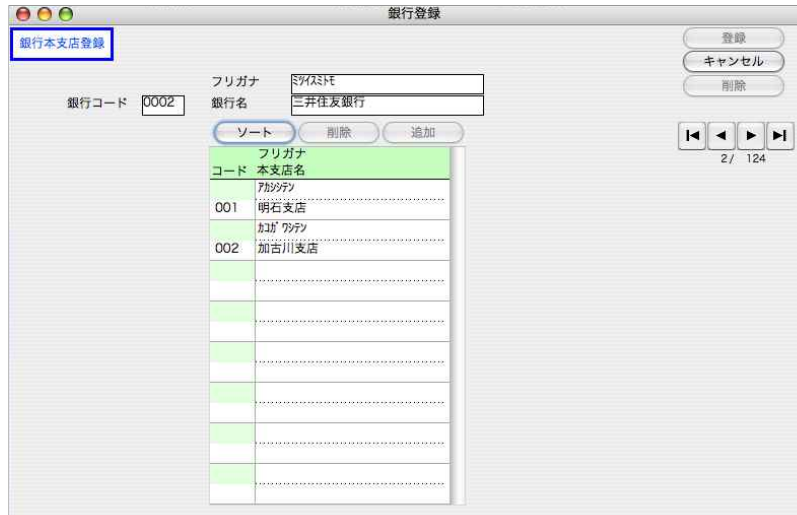 銀行登録
銀行本支店登録
登録
キャンセル
削除
フリガナ ﾐﾂｲｽﾐﾄﾓ
銀行コード 0002 銀行名 三井住友銀行
ソート 削除 追加
2/ 124
フリガナ
コード 本支店名
ｱｶｼｼﾃﾝ
001 明石支店
ｶｺｶﾞﾜｼﾃﾝ
002 加古川支店